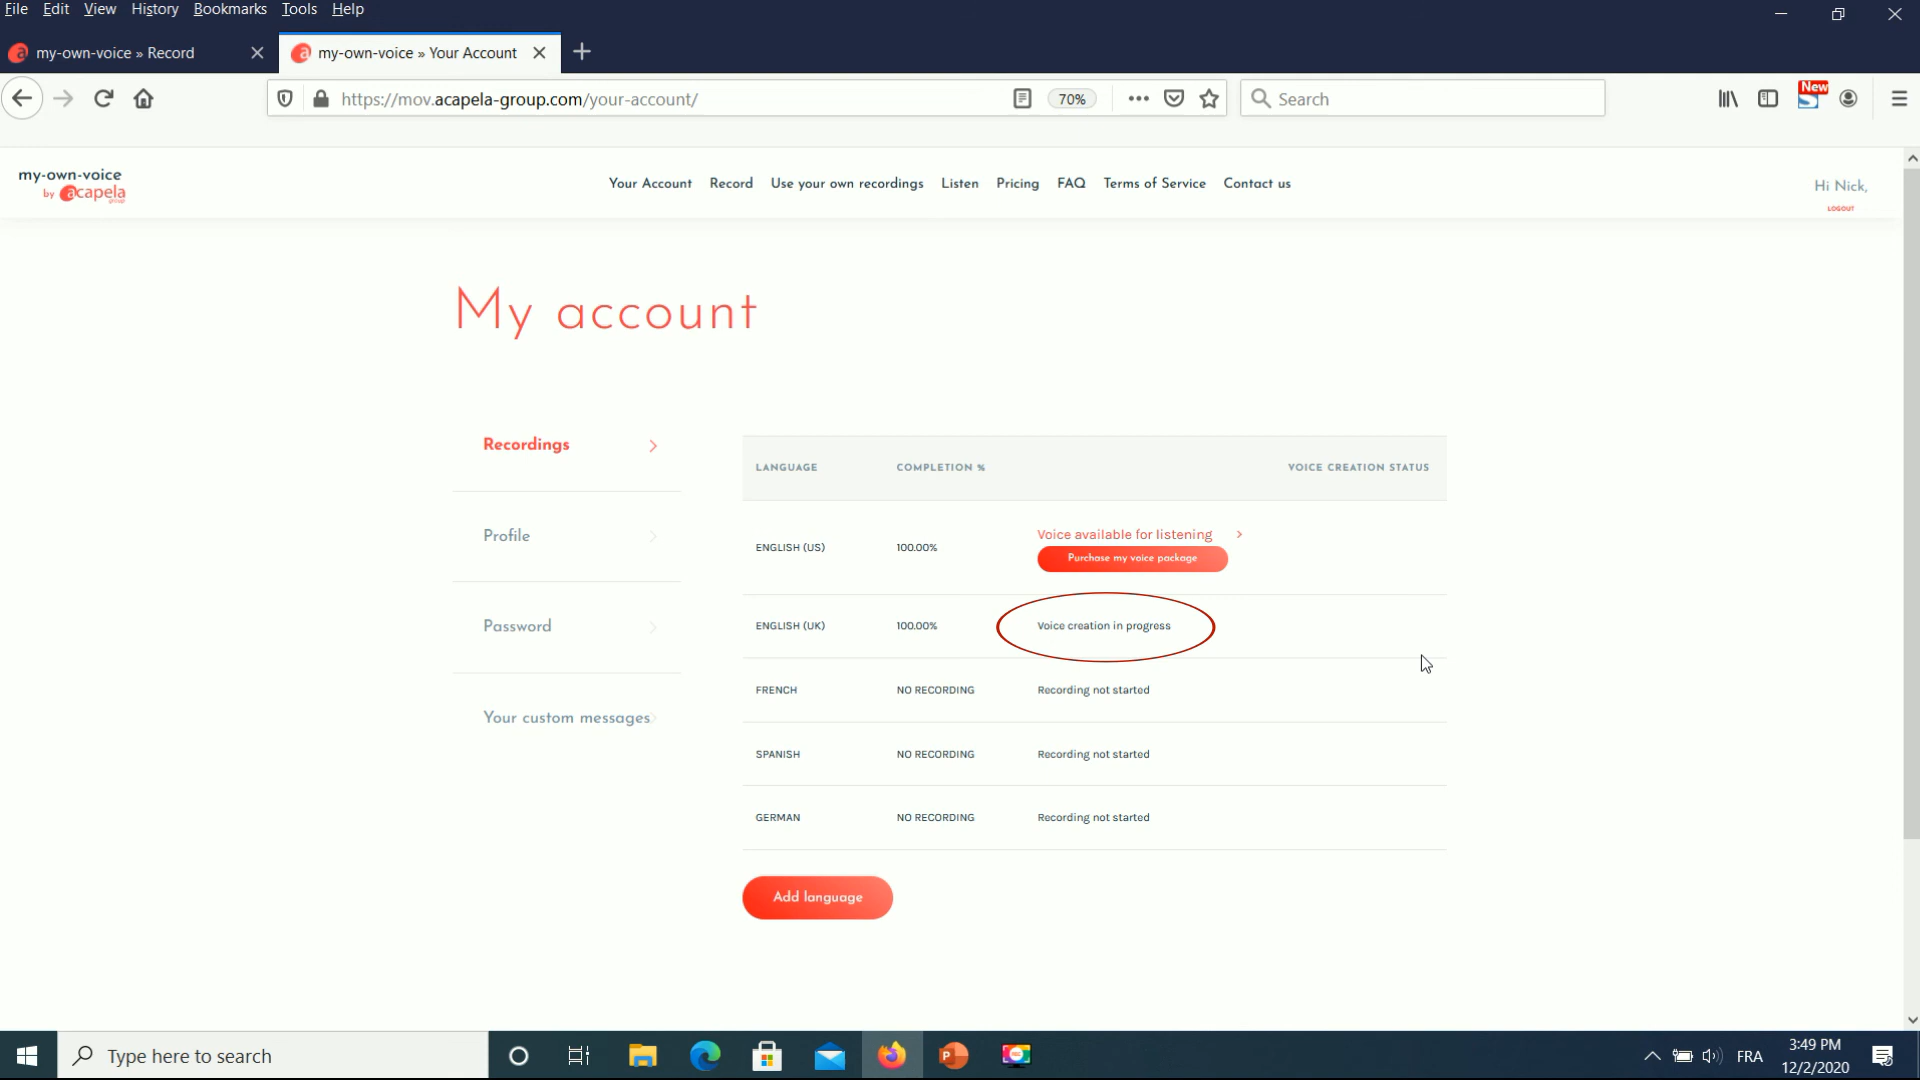 File Edit View History Bookmarks Tools Help
my-own-voice » Record
my-own-voice » Your Account
https://mov.acapela-group.com/your-account/
70%
Search
New
my-own-voice
by acapela
group
Your Account Record Use your own recordings Listen Pricing FAQ Terms of Service Contact us
Hi Nick,
LOGOUT
My account
Recordings
Profile
Password
Your custom messages
LANGUAGE COMPLETION % VOICE CREATION STATUS
ENGLISH (US) 100.00% Voice available for listening
Purchase my voice package
ENGLISH (UK) 100.00% Voice creation in progress
FRENCH NO RECORDING Recording not started
SPANISH NO RECORDING Recording not started
GERMAN NO RECORDING Recording not started
Add language
Type here to search
FRA
3:49 PM
12/2/2020